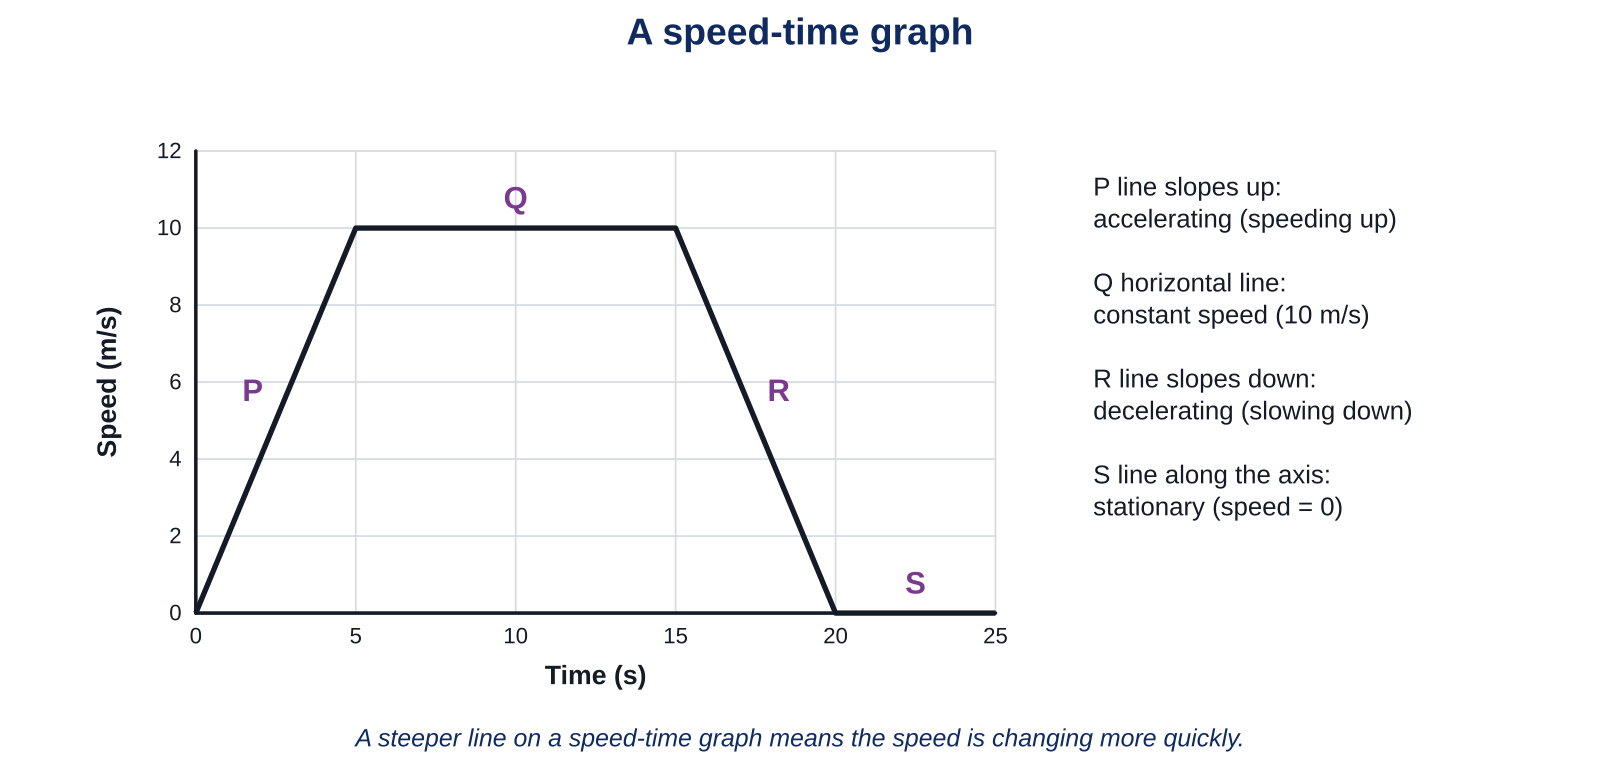 A speed-time graph
12
10
8
6
4
2
0
0 5 10 15 20 25
Speed (m/s)
Time (s)
P
Q
R
S
P line slopes up:
accelerating (speeding up)
Q horizontal line:
constant speed (10 m/s)
R line slopes down:
decelerating (slowing down)
S line along the axis:
stationary (speed = 0)
A steeper line on a speed-time graph means the speed is changing more quickly.